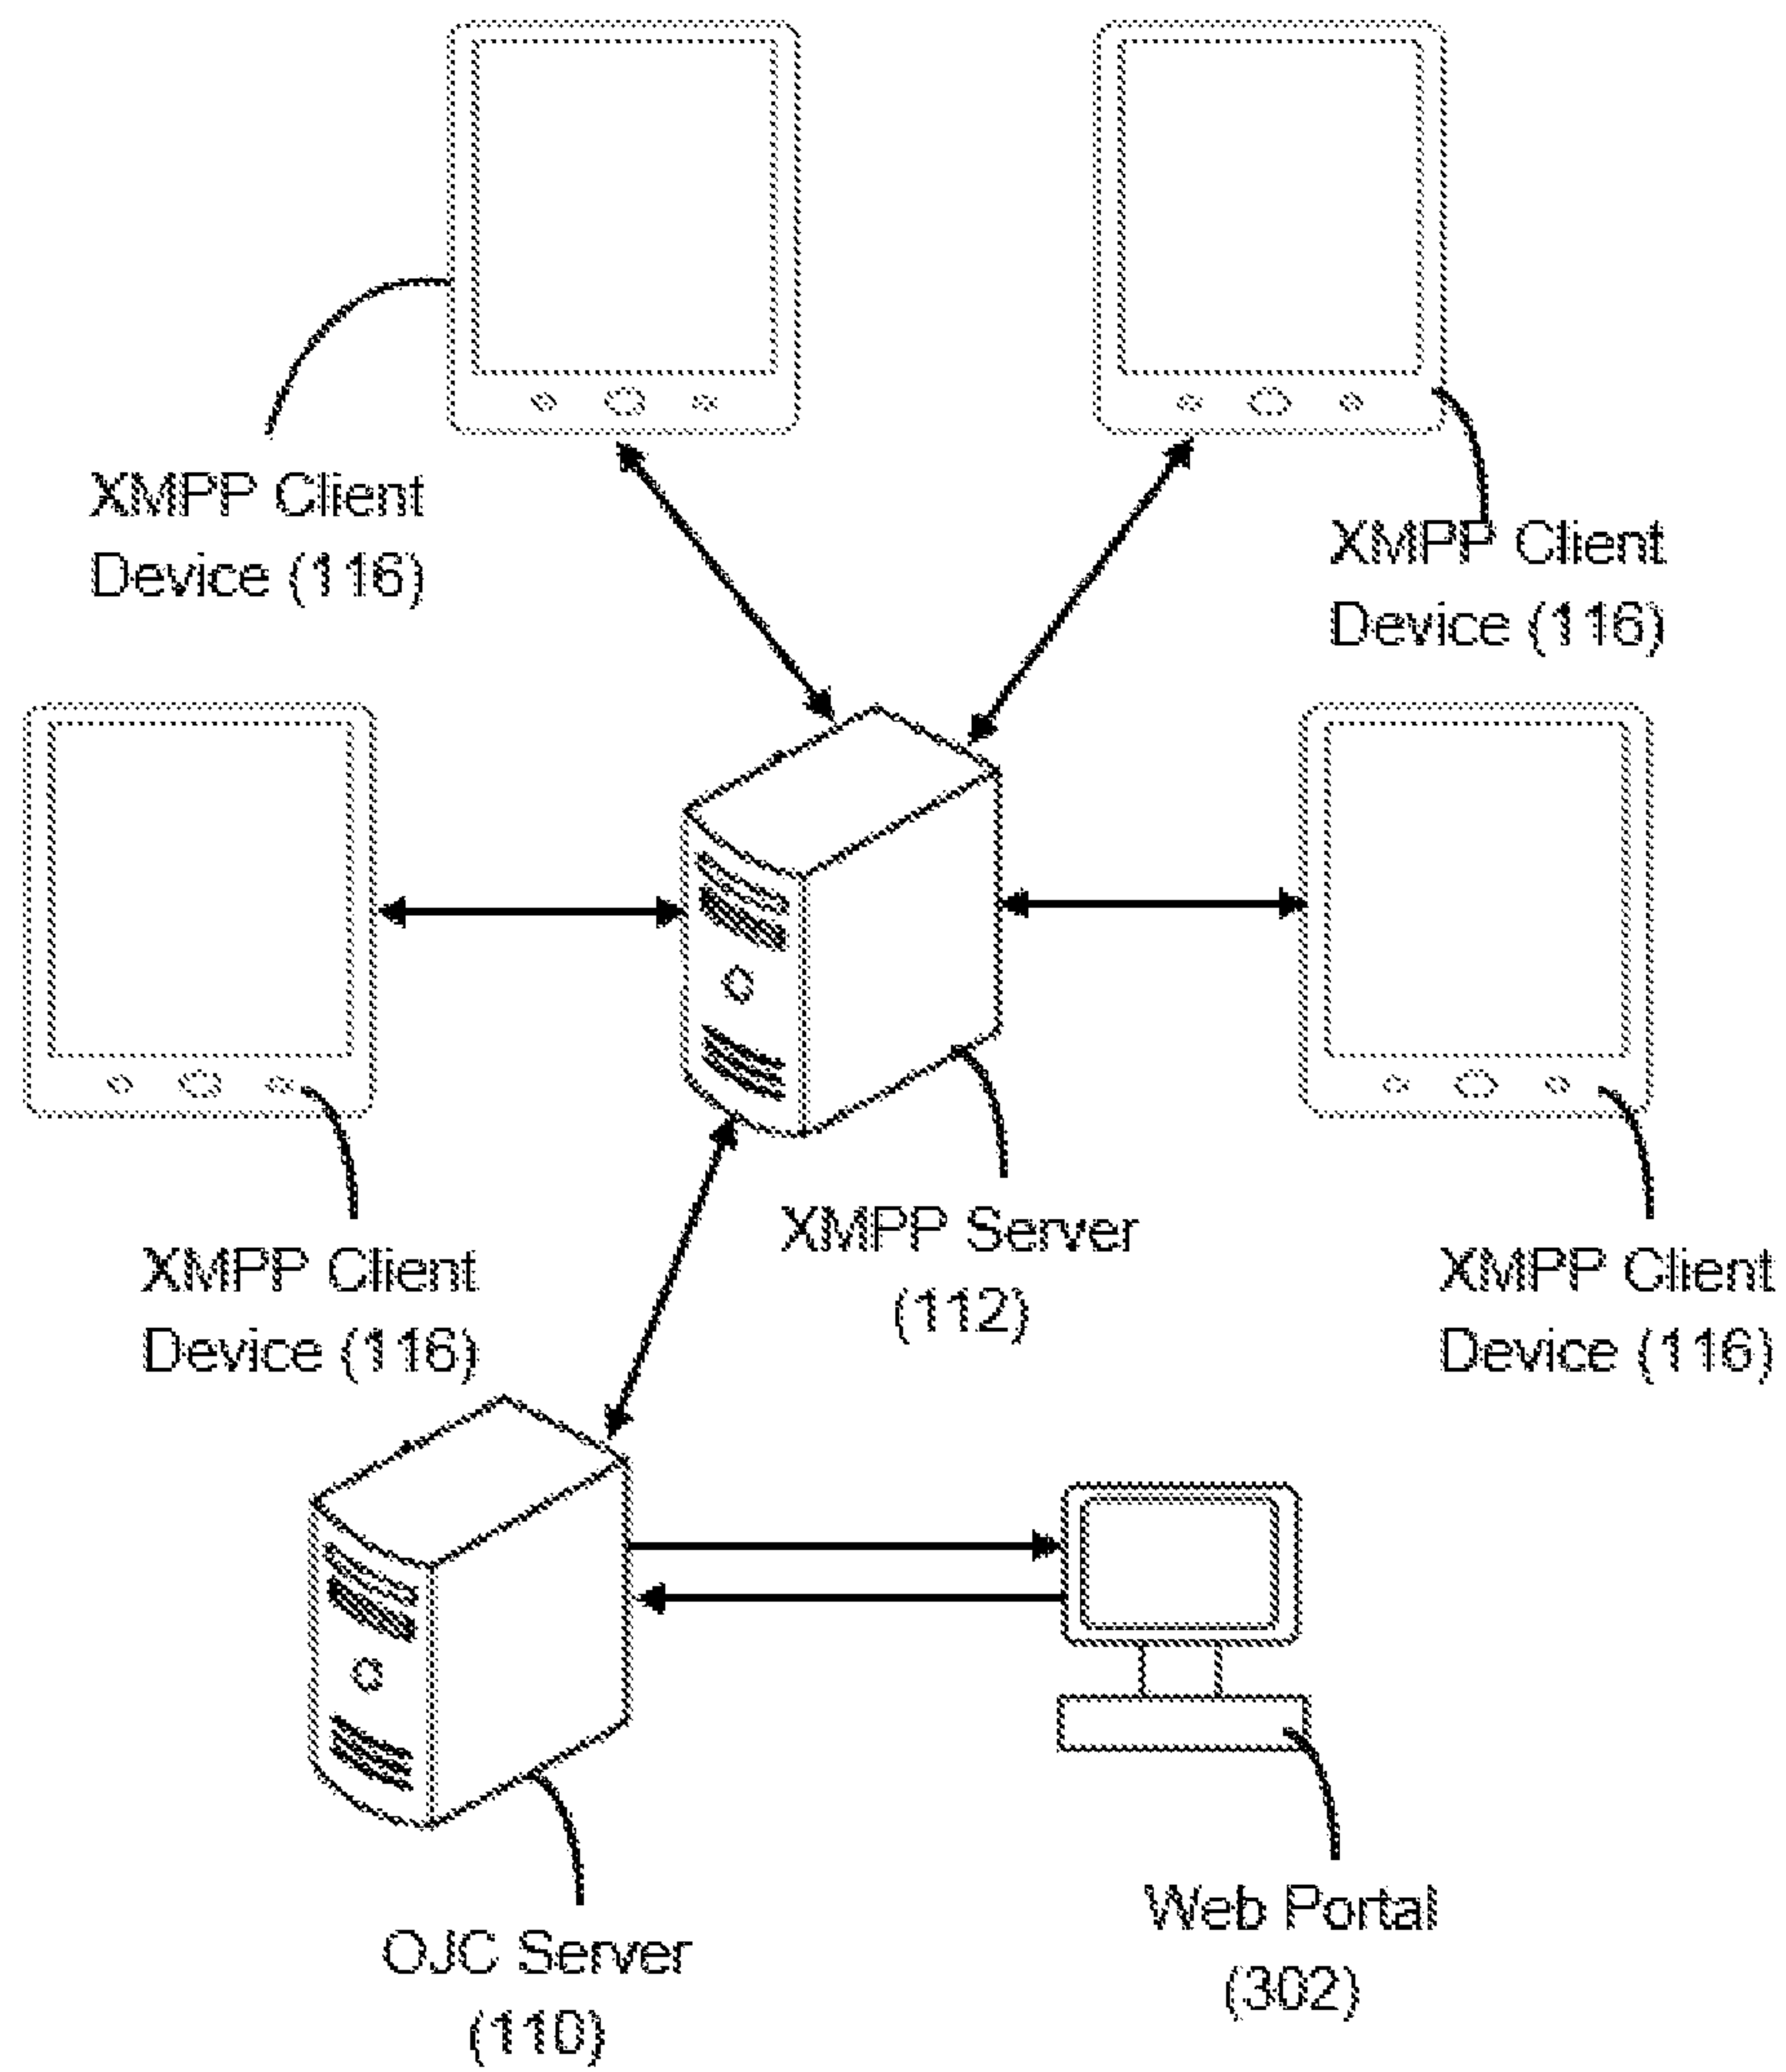 XMPP Client
Device (116)
XMPP Client
Device (116)
XMPP Server
(112)
XMPP Client
Device (116)
XMPP Client
Device (116)
Web Portal
(302)
OJC Server
(110)